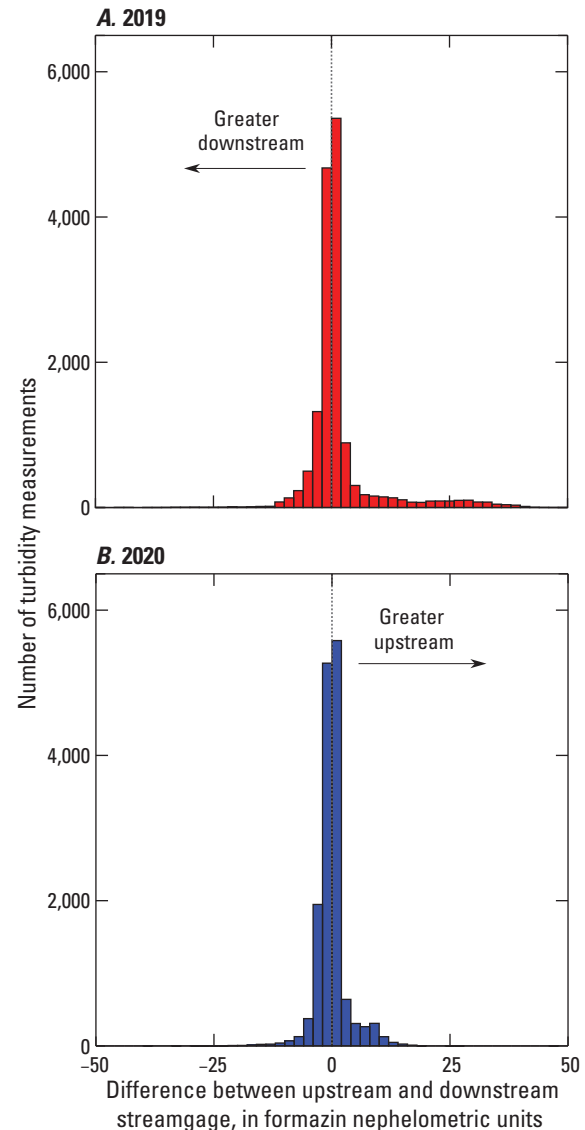 A. 2019
6,000
Greater
downstream
4,000
2,000
0
Number of turbidity measurements
B. 2020
6,000
Greater
upstream
4,000
2,000
0
−50
−25
0
25
50
Difference between upstream and downstream
streamgage, in formazin nephelometric units